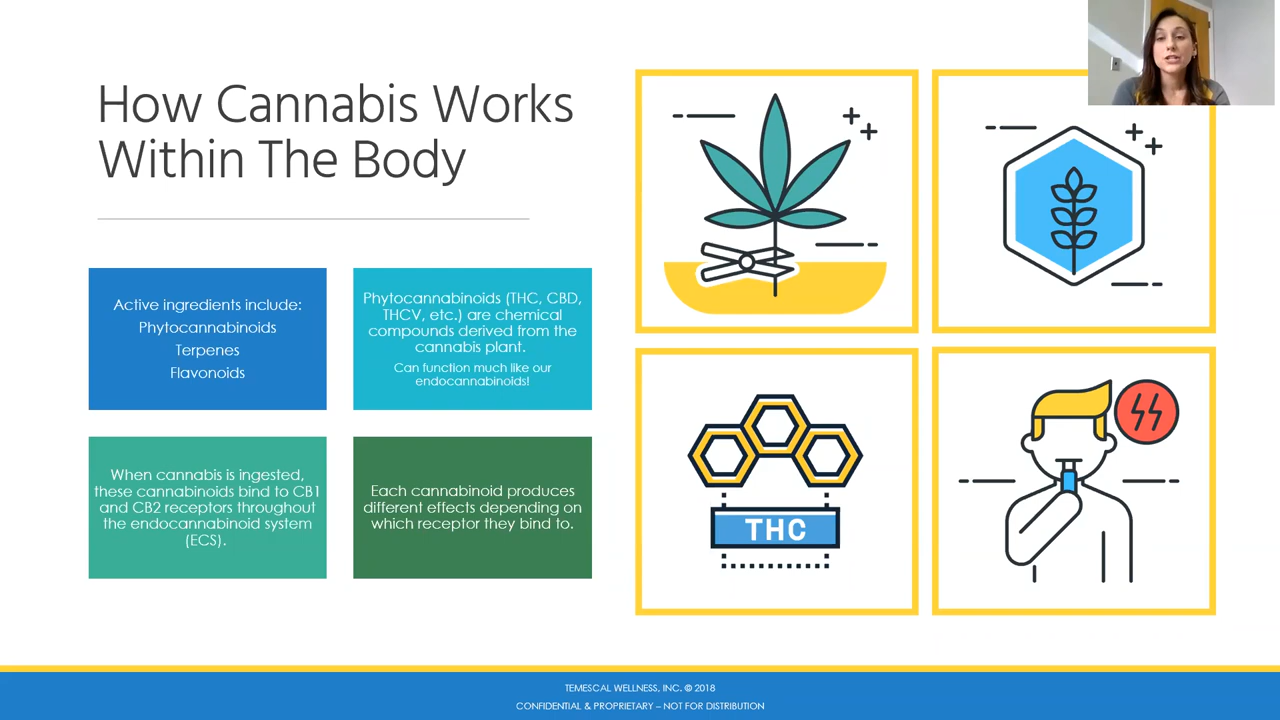 How Cannabis Works
Within The Body
Active ingredients include:
Phytocannabinoids
Terpenes
Flavonoids
Phytocannabinoids (THC, CBD,
THCV, etc.) are chemical
compounds derived from the
cannabis plant.
Can function much like our
endocannabinoids!
When cannabis is ingested,
these cannabinoids bind to CB1
and CB2 receptors throughout
the endocannabinoid system
(ECS).
Each cannabinoid produces
different effects depending on
which receptor they bind to.
THC
TEMESCAL WELLNESS, INC. © 2018
CONFIDENTIAL & PROPRIETARY – NOT FOR DISTRIBUTION